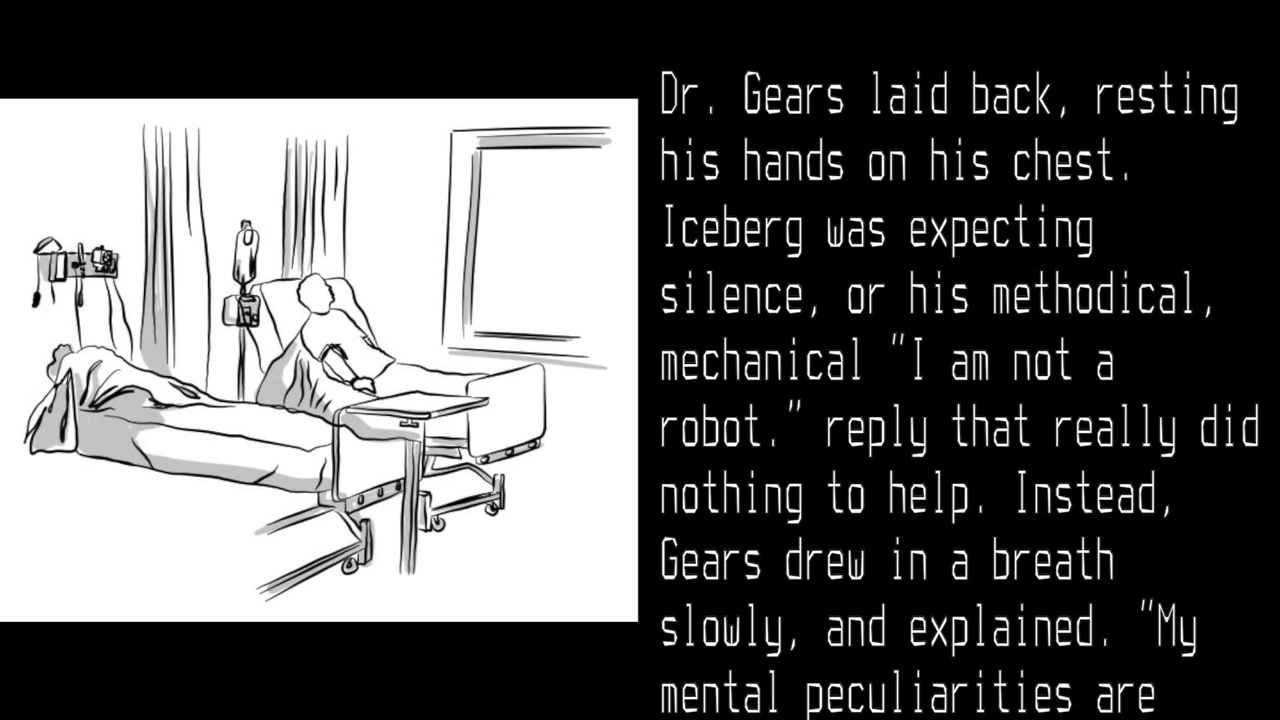 Dr. Gears laid back, resting
his hands on his chest.
Iceberg was expecting
silence, or his methodical,
mechanical "I am not a
robot." reply that really did
nothing to help. Instead,
Gears drew in a breath
slowly, and explained. "My
mental peculiarities are